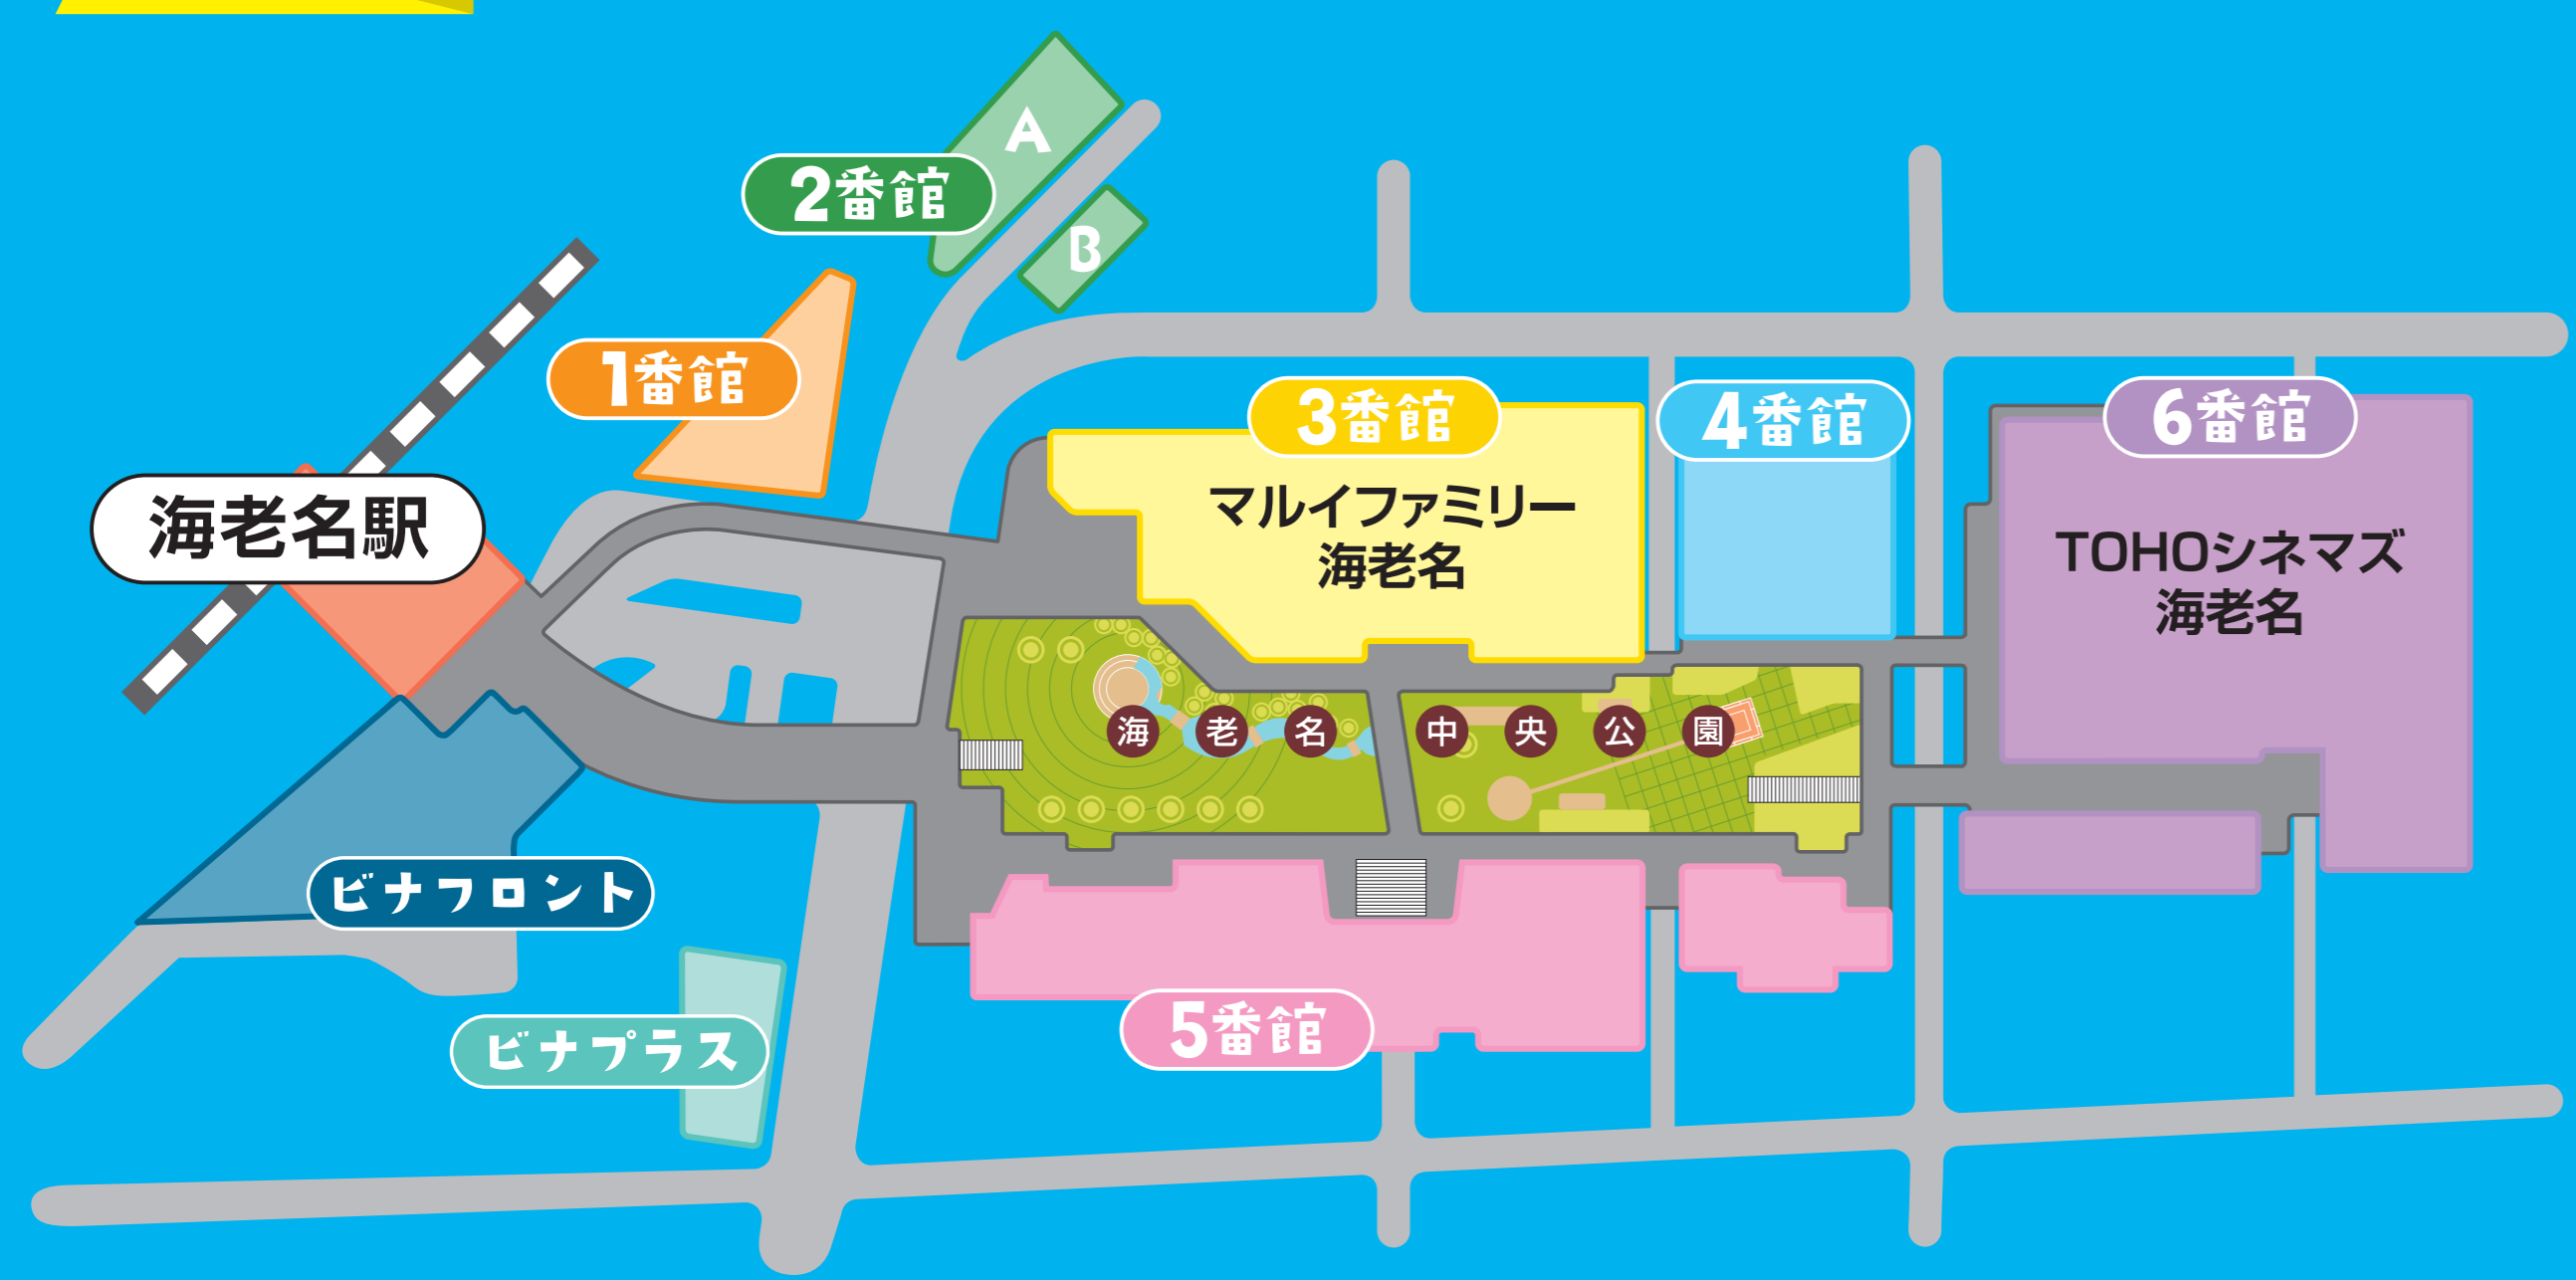 A
2番館
B
1番館
3番館
4番館
6番館
マルイファミリー
海老名
海老名駅
TOHOシネマズ
海老名
海老名中央公園
ビナフロント
ビナプラス
5番館